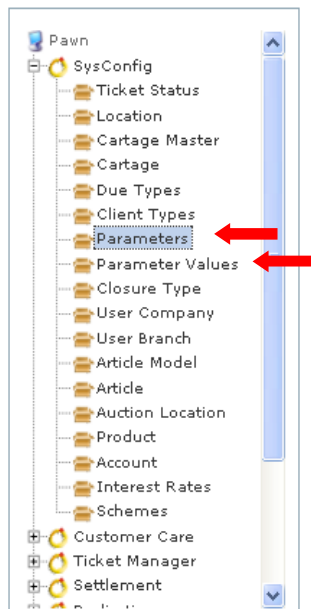 Pawn
SysConfig
Ticket Status
Location
Cartage Master
Cartage
Due Types
Client Types
Parameters
Parameter Values
Closure Type
User Company
User Branch
Article Model
Article
Auction Location
Product
Account
Interest Rates
Schemes
Customer Care
Ticket Manager
Settlement